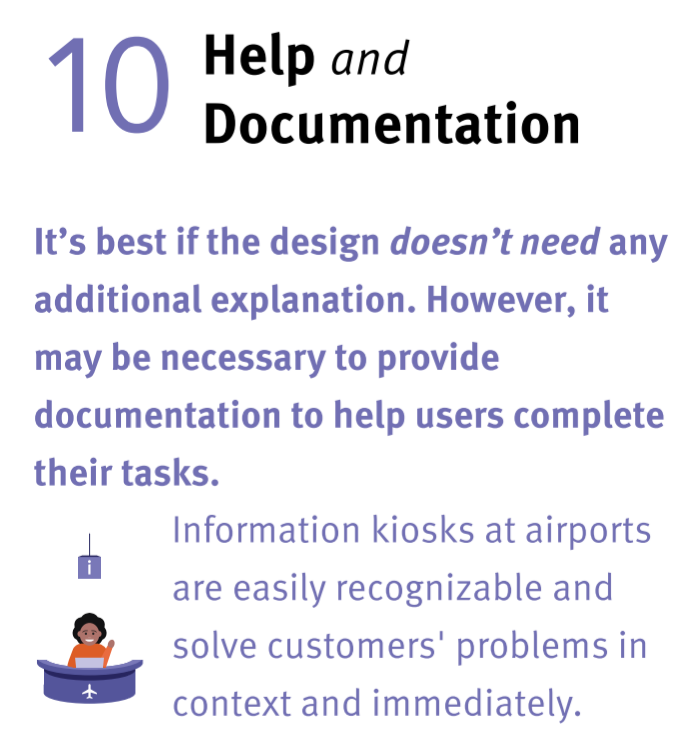 10 Help and
Documentation
It’s best if the design doesn’t need any
additional explanation. However, it
may be necessary to provide
documentation to help users complete
their tasks.
i
Information kiosks at airports
are easily recognizable and
solve customers' problems in
context and immediately.